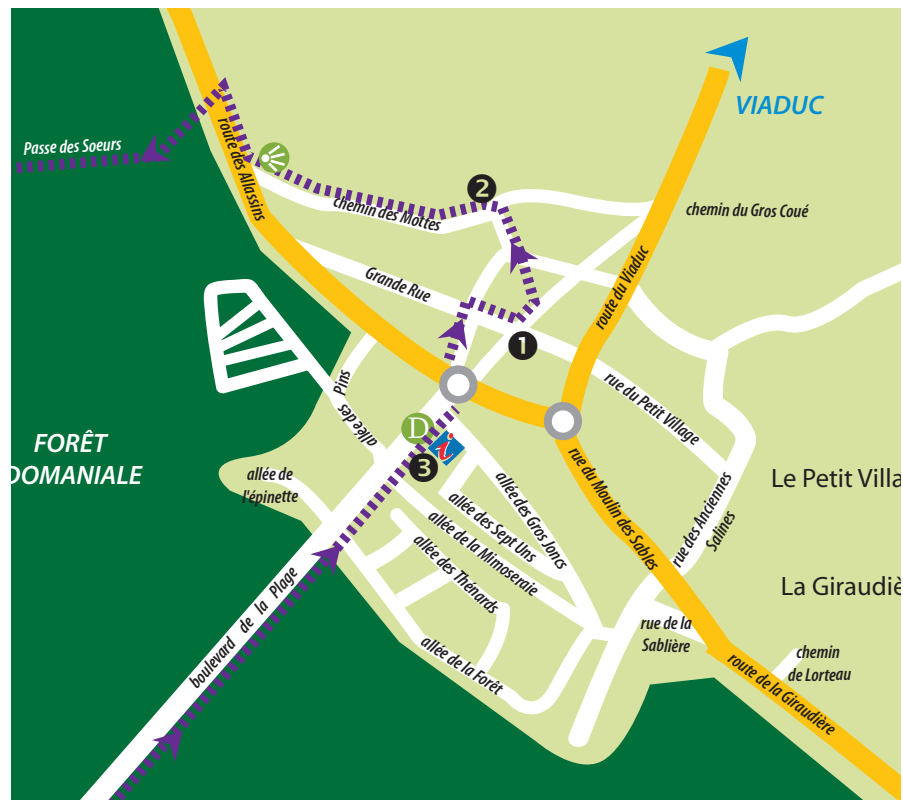 VIADUC
Passe des Soeurs
route des Allassins
2
chemin des Mottes
chemin du Gros Coué
Grande Rue
route du Viaduc
1
Pins
allée des
rue du Petit Village
D
i
3
FORÊT
DOMANIALE
allée de
l'épinette
allée des Gros Joncs
allée des Sept Uns
allée de la Mimoseraie
allée des Thénards
rue du Moulin des Sables
rue des Anciennes
Salines
Le Petit Villa
La Giraudiè
boulevard de la Plage
rue de la
Sablière
chemin
de Lorteau
allée de la Forêt
route de la Giraudière